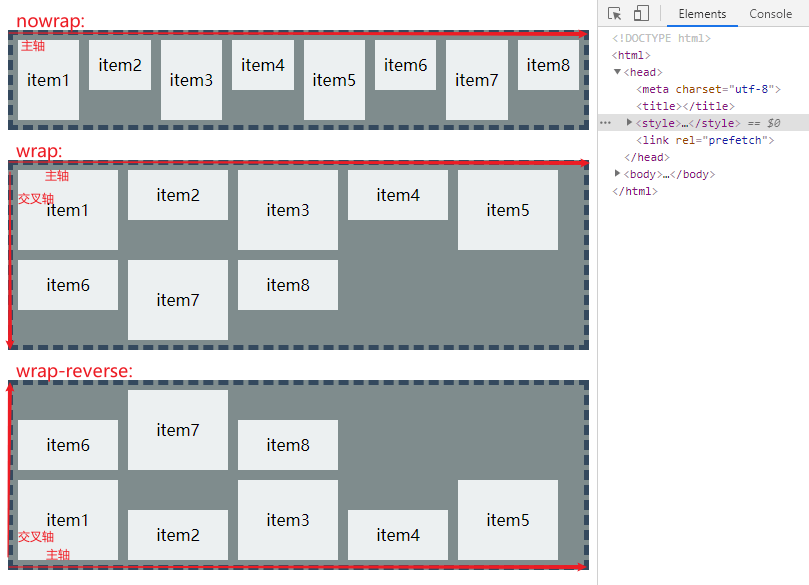 nowrap:
主轴
item1 item2 item3 item4 item5 item6 item7 item8
wrap:
主轴
交叉轴
item1 item2 item3 item4 item5
item6 item7 item8
wrap-reverse:
item6 item7 item8
item1 item2 item3 item4 item5
交叉轴
主轴
Elements Console
<!DOCTYPE html>
<html>
<head>
<meta charset="utf-8">
<title></title>
<style>…</style> == $0
<link rel="prefetch">
</head>
<body>…</body>
</html>